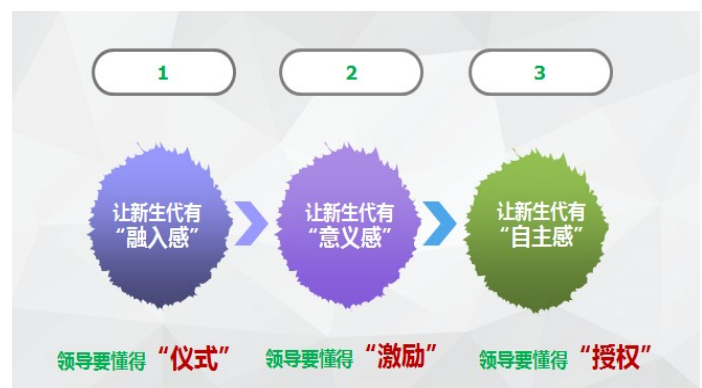 1
2
3
让新生代有
“融入感”
让新生代有
“意义感”
让新生代有
“自主感”
领导要懂得“仪式”
领导要懂得“激励”
领导要懂得“授权”